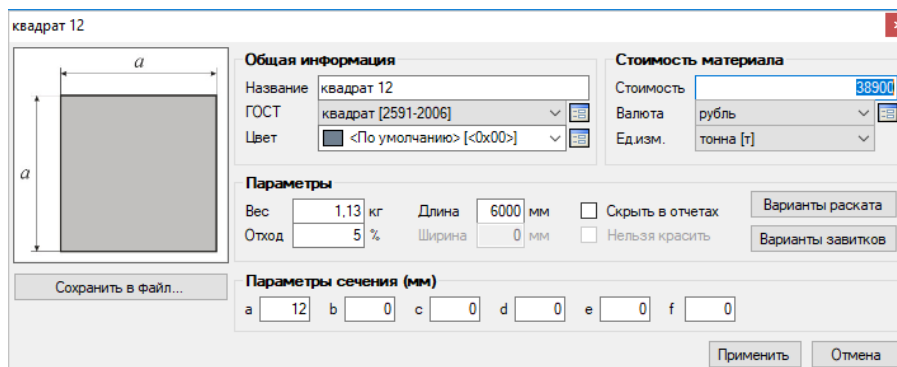 квадрат 12
a
a
Сохранить в файл...
Общая информация
Название квадрат 12
ГОСТ квадрат [2591-2006]
Цвет <По умолчанию> [<0x00>]
Стоимость материала
Стоимость 38900
Валюта рубль
Ед.изм. тонна [т]
Параметры
Вес 1,13 кг Длина 6000 мм Скрыть в отчетах
Отход 5 % Ширина 0 мм Нельзя красить
Варианты раската
Варианты завитков
Параметры сечения (мм)
a 12 b 0 c 0 d 0 e 0 f 0
Применить Отмена